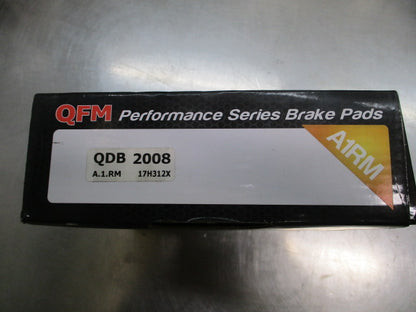 QFM Performance Series Brake Pads
A1RM
QDB 2008
A.1.RM 17H312X